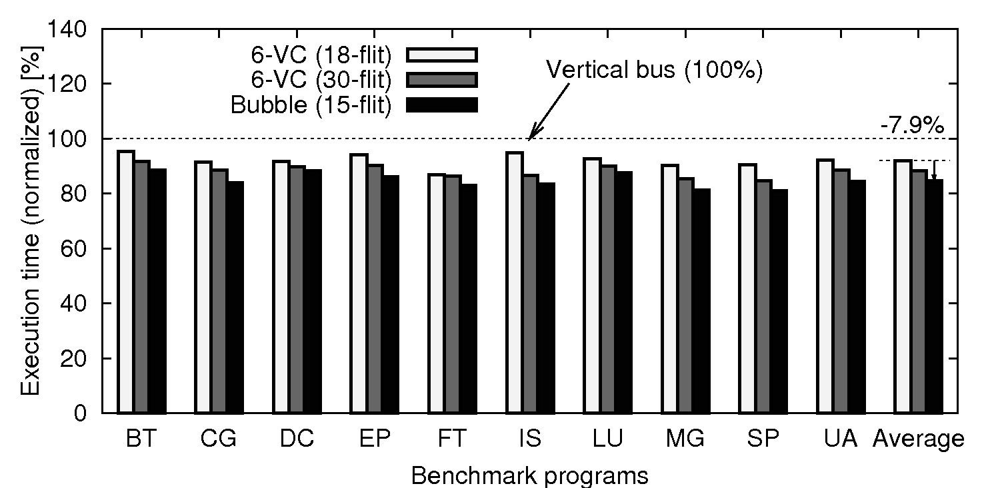 Execution time (normalized) [%]
140
120
100
80
60
40
20
0
6-VC (18-flit)
6-VC (30-flit)
Bubble (15-flit)
Vertical bus (100%)
-7.9%
BT CG DC EP FT IS LU MG SP UA Average
Benchmark programs